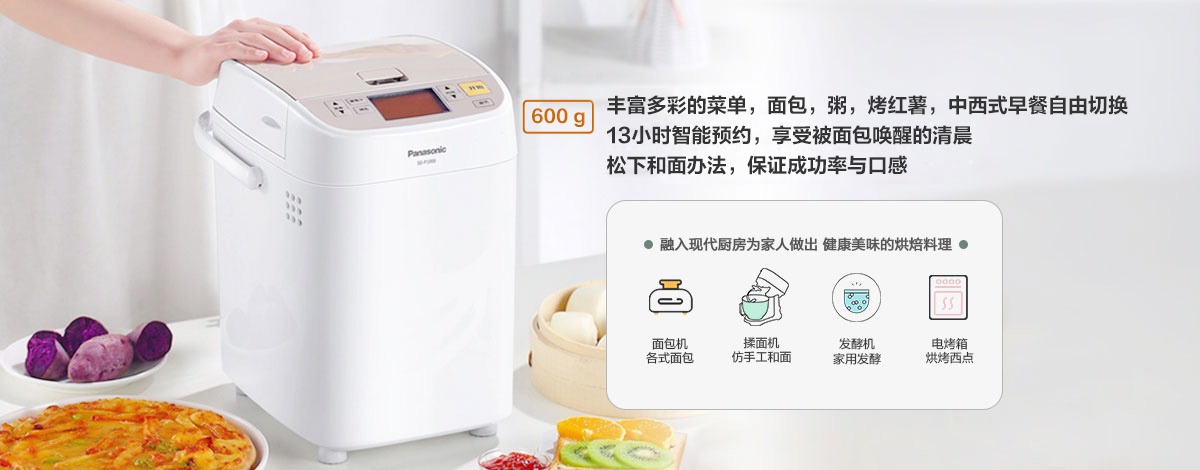 Panasonic
600 g
丰富多彩的菜单，面包，粥，烤红薯，中西式早餐自由切换
13小时智能预约，享受被面包唤醒的清晨
松下和面办法，保证成功率与口感
融入现代厨房为家人做出 健康美味的烘焙料理
面包机
各式面包
揉面机
仿手工和面
发酵机
家用发酵
电烤箱
烘烤西点